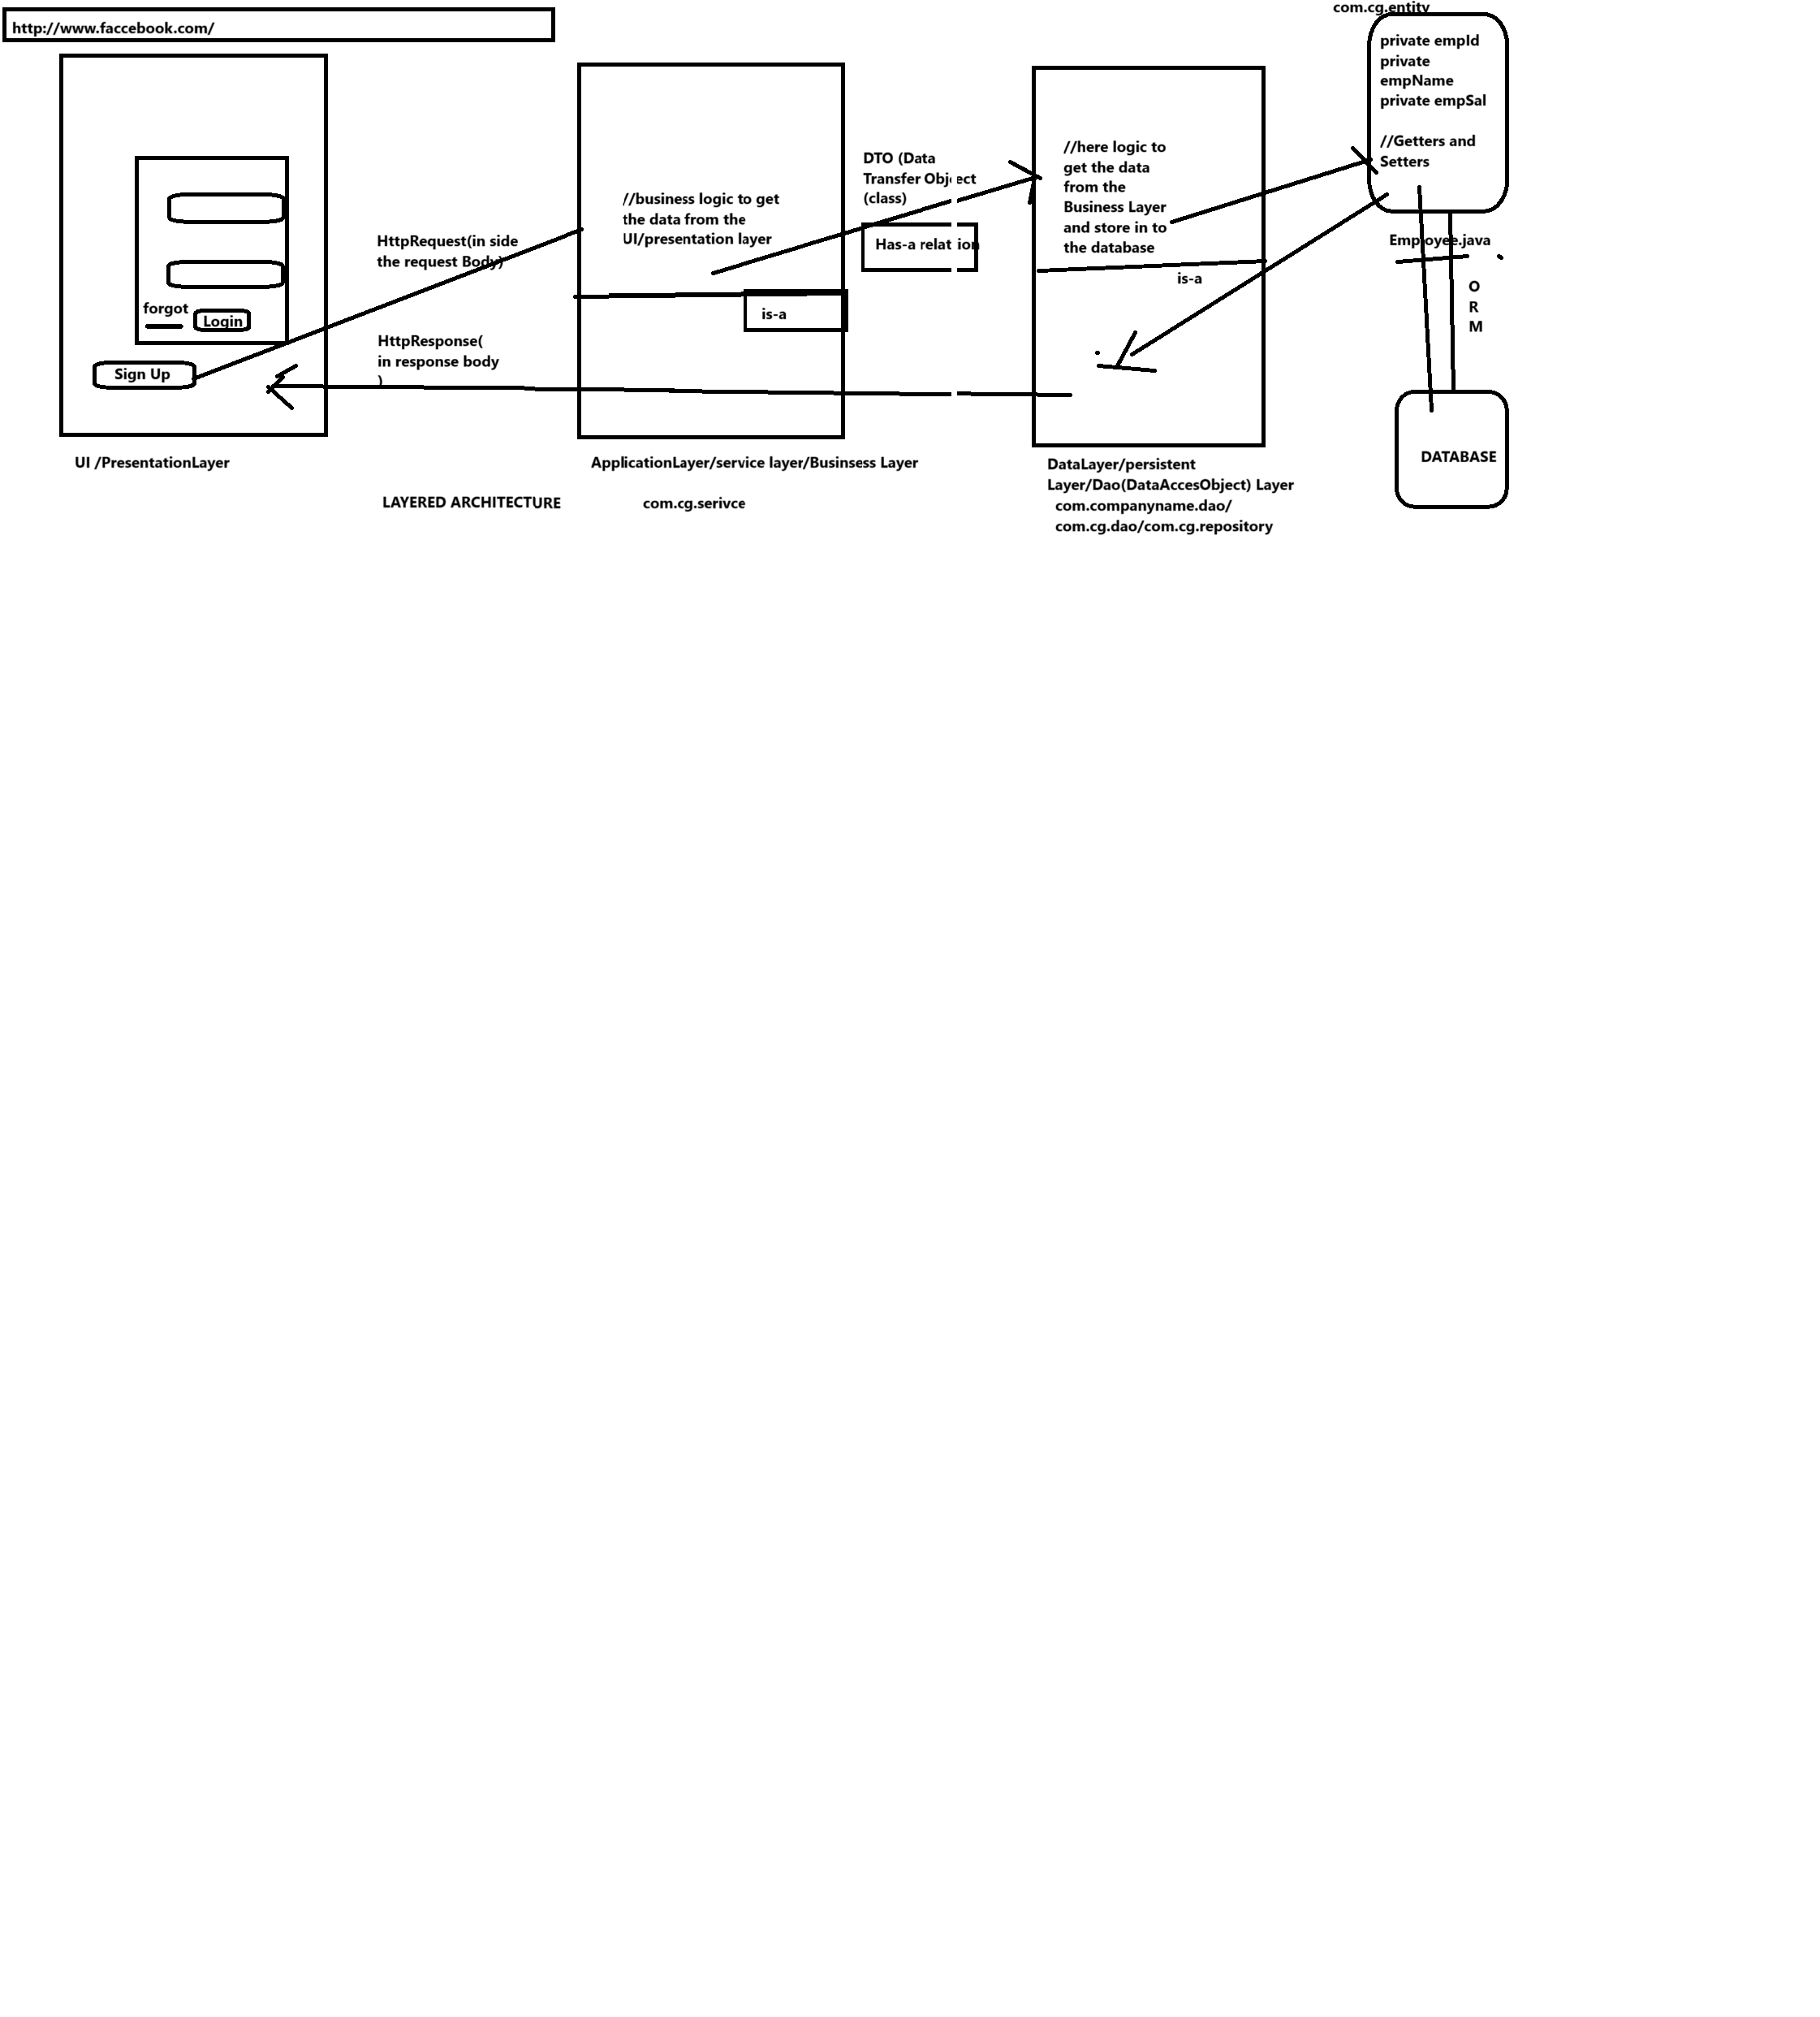 http://www.faccebook.com/
forgot
Login
Sign Up
UI /PresentationLayer
HttpRequest(in side
the request Body)
HttpResponse(
in response body
)
LAYERED ARCHITECTURE
//business logic to get
the data from the
UI/presentation layer
is-a
ApplicationLayer/service layer/Businsess Layer
com.cg.serivce
DTO (Data
Transfer Object
(class)
Has-a relation
//here logic to
get the data
from the
Business Layer
and store in to
the database
is-a
DataLayer/persistent
Layer/Dao(DataAccesObject) Layer
com.companyname.dao/
com.cg.dao/com.cg.repository
com.cg.entity
private empId
private
empName
private empSal
//Getters and
Setters
Employee.java
O
R
M
DATABASE